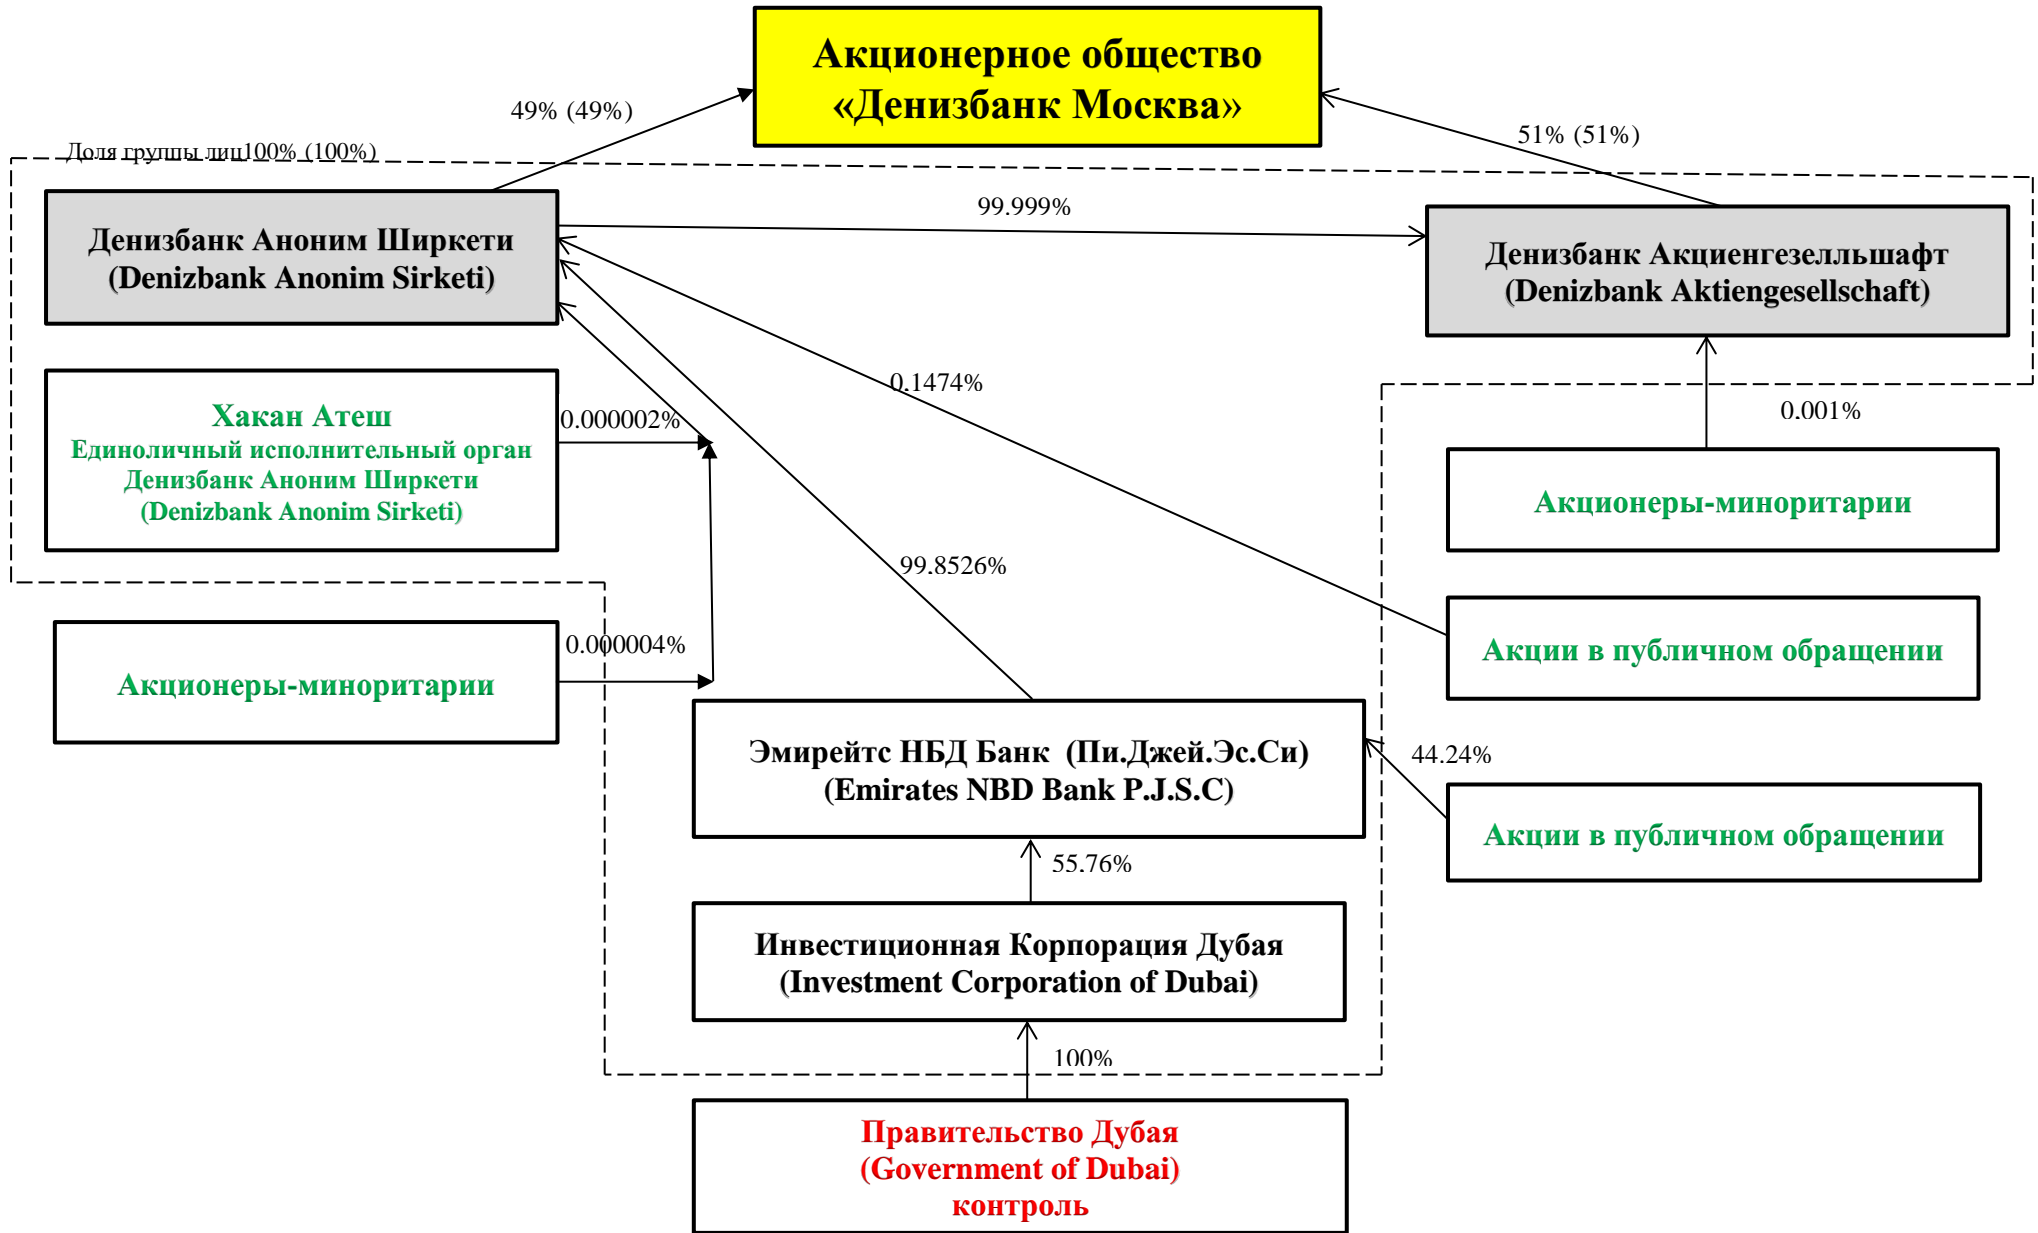 Акционерное общество
«Денизбанк Москва»
49% (49%)
51% (51%)
Доля группы лиц100% (100%)
99.999%
Денизбанк Аноним Ширкети
(Denizbank Anonim Sirketi)
Денизбанк Акциенгезелльшафт
(Denizbank Aktiengesellschaft)
0.1474%
0.000002%
0.001%
Хакан Атеш
Единоличный исполнительный орган
Денизбанк Аноним Ширкети
(Denizbank Anonim Sirketi)
Акционеры-миноритарии
99.8526%
0.000004%
Акционеры-миноритарии
Акции в публичном обращении
Эмирейтс НБД Банк (Пи.Джей.Эс.Си)
(Emirates NBD Bank P.J.S.C)
44.24%
Акции в публичном обращении
55.76%
Инвестиционная Корпорация Дубая
(Investment Corporation of Dubai)
100%
Правительство Дубая
(Government of Dubai)
контроль